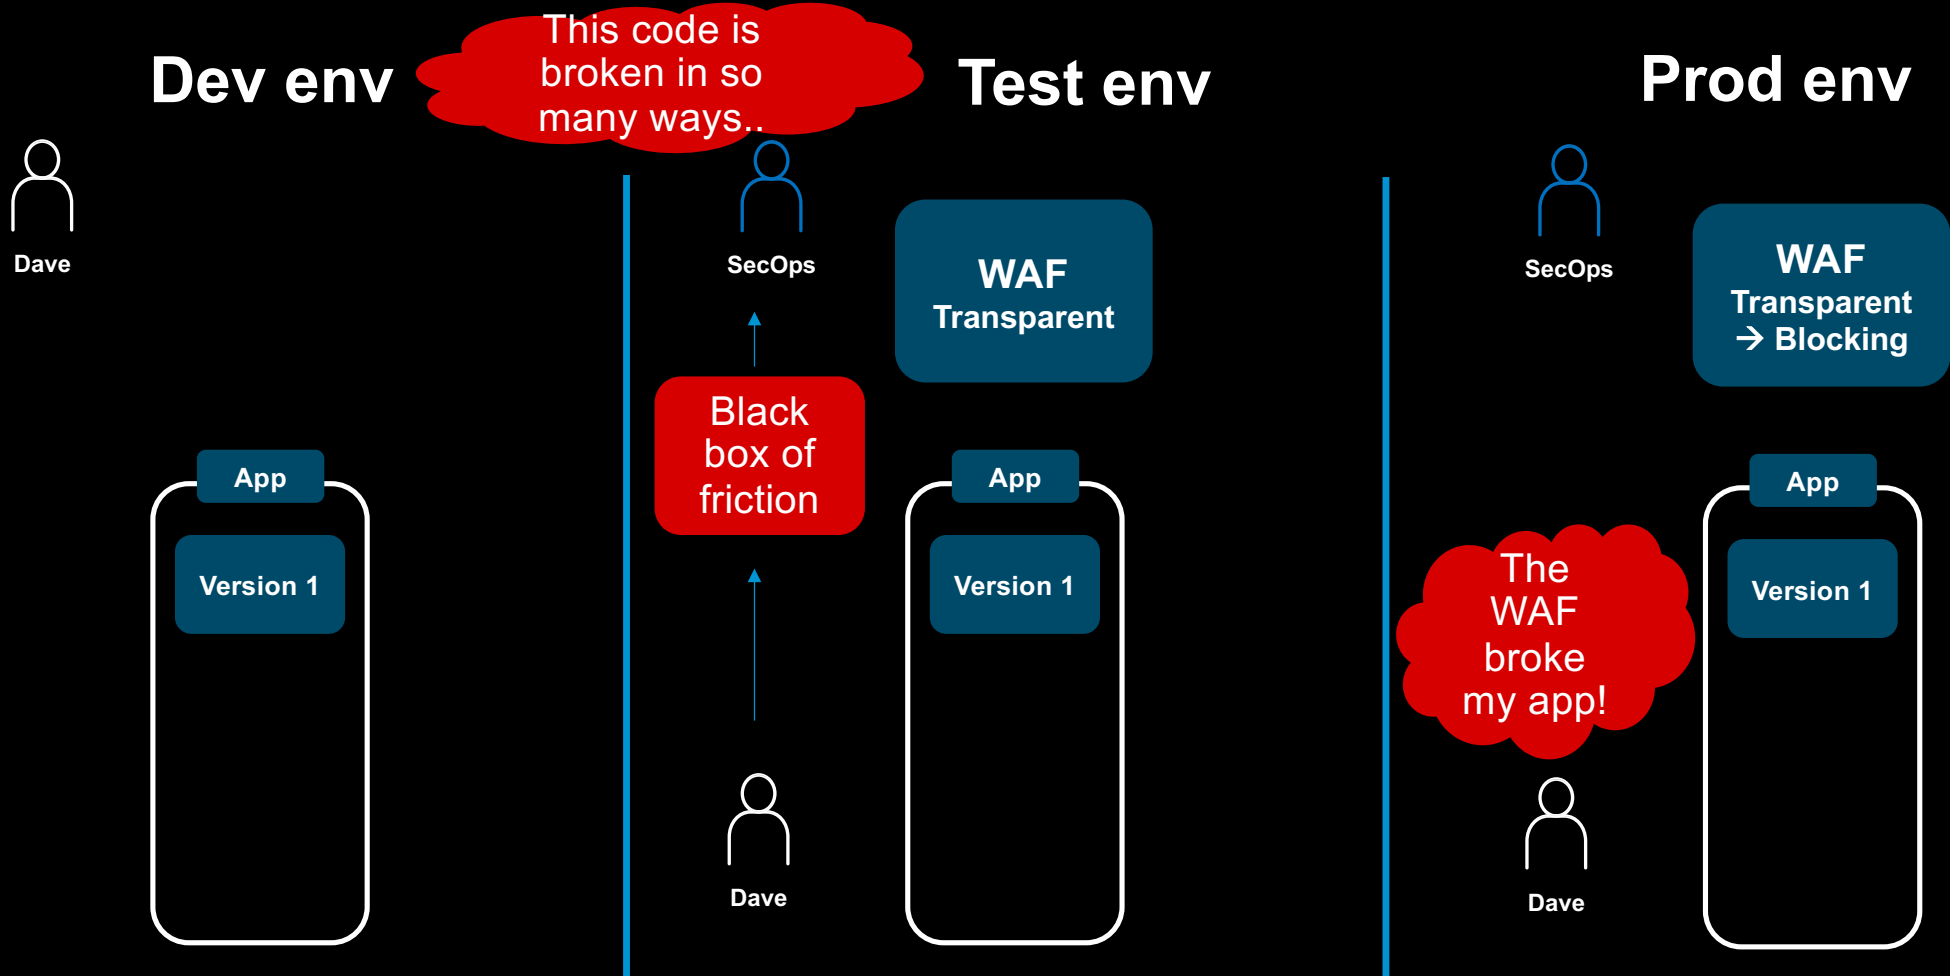 Dev env
Dave
App
Version 1
This code is
broken in so
many ways..
Test env
SecOps
WAF
Transparent
Black
box of
friction
App
Version 1
Dave
Prod env
SecOps
WAF
Transparent
→ Blocking
App
Version 1
The
WAF
broke
my app!
Dave